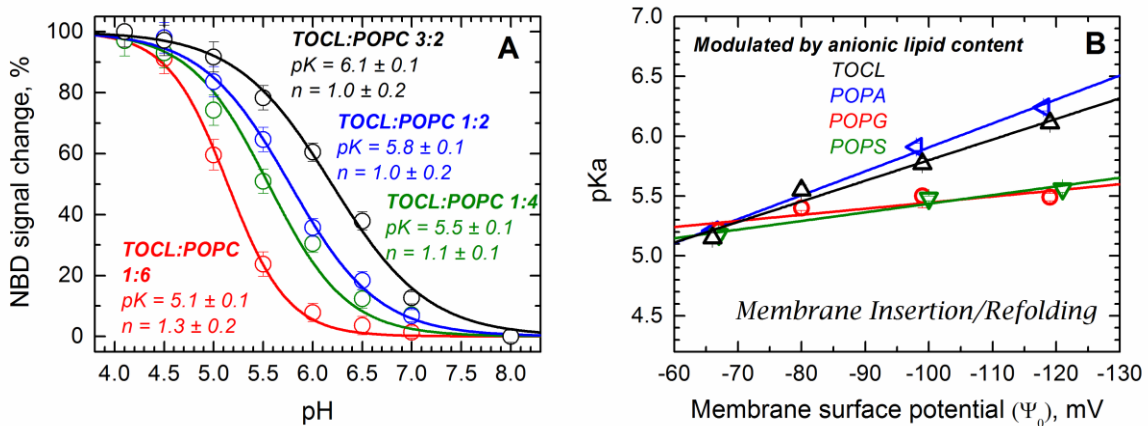 A
NBD signal change, %
100
80
60
40
20
0
4.0 4.5 5.0 5.5 6.0 6.5 7.0 7.5 8.0
pH
TOCL:POPC 3:2
pK = 6.1 ± 0.1
n = 1.0 ± 0.2
TOCL:POPC 1:2
pK = 5.8 ± 0.1
n = 1.0 ± 0.2
TOCL:POPC 1:4
pK = 5.5 ± 0.1
n = 1.1 ± 0.1
TOCL:POPC
1:6
pK = 5.1 ± 0.1
n = 1.3 ± 0.2
B
Modulated by anionic lipid content
TOCL
POPA
POPG
POPS
pKa
7.0
6.5
6.0
5.5
5.0
4.5
Membrane Insertion/Refolding
-60 -70 -80 -90 -100 -110 -120 -130
Membrane surface potential (Ψ₀), mV